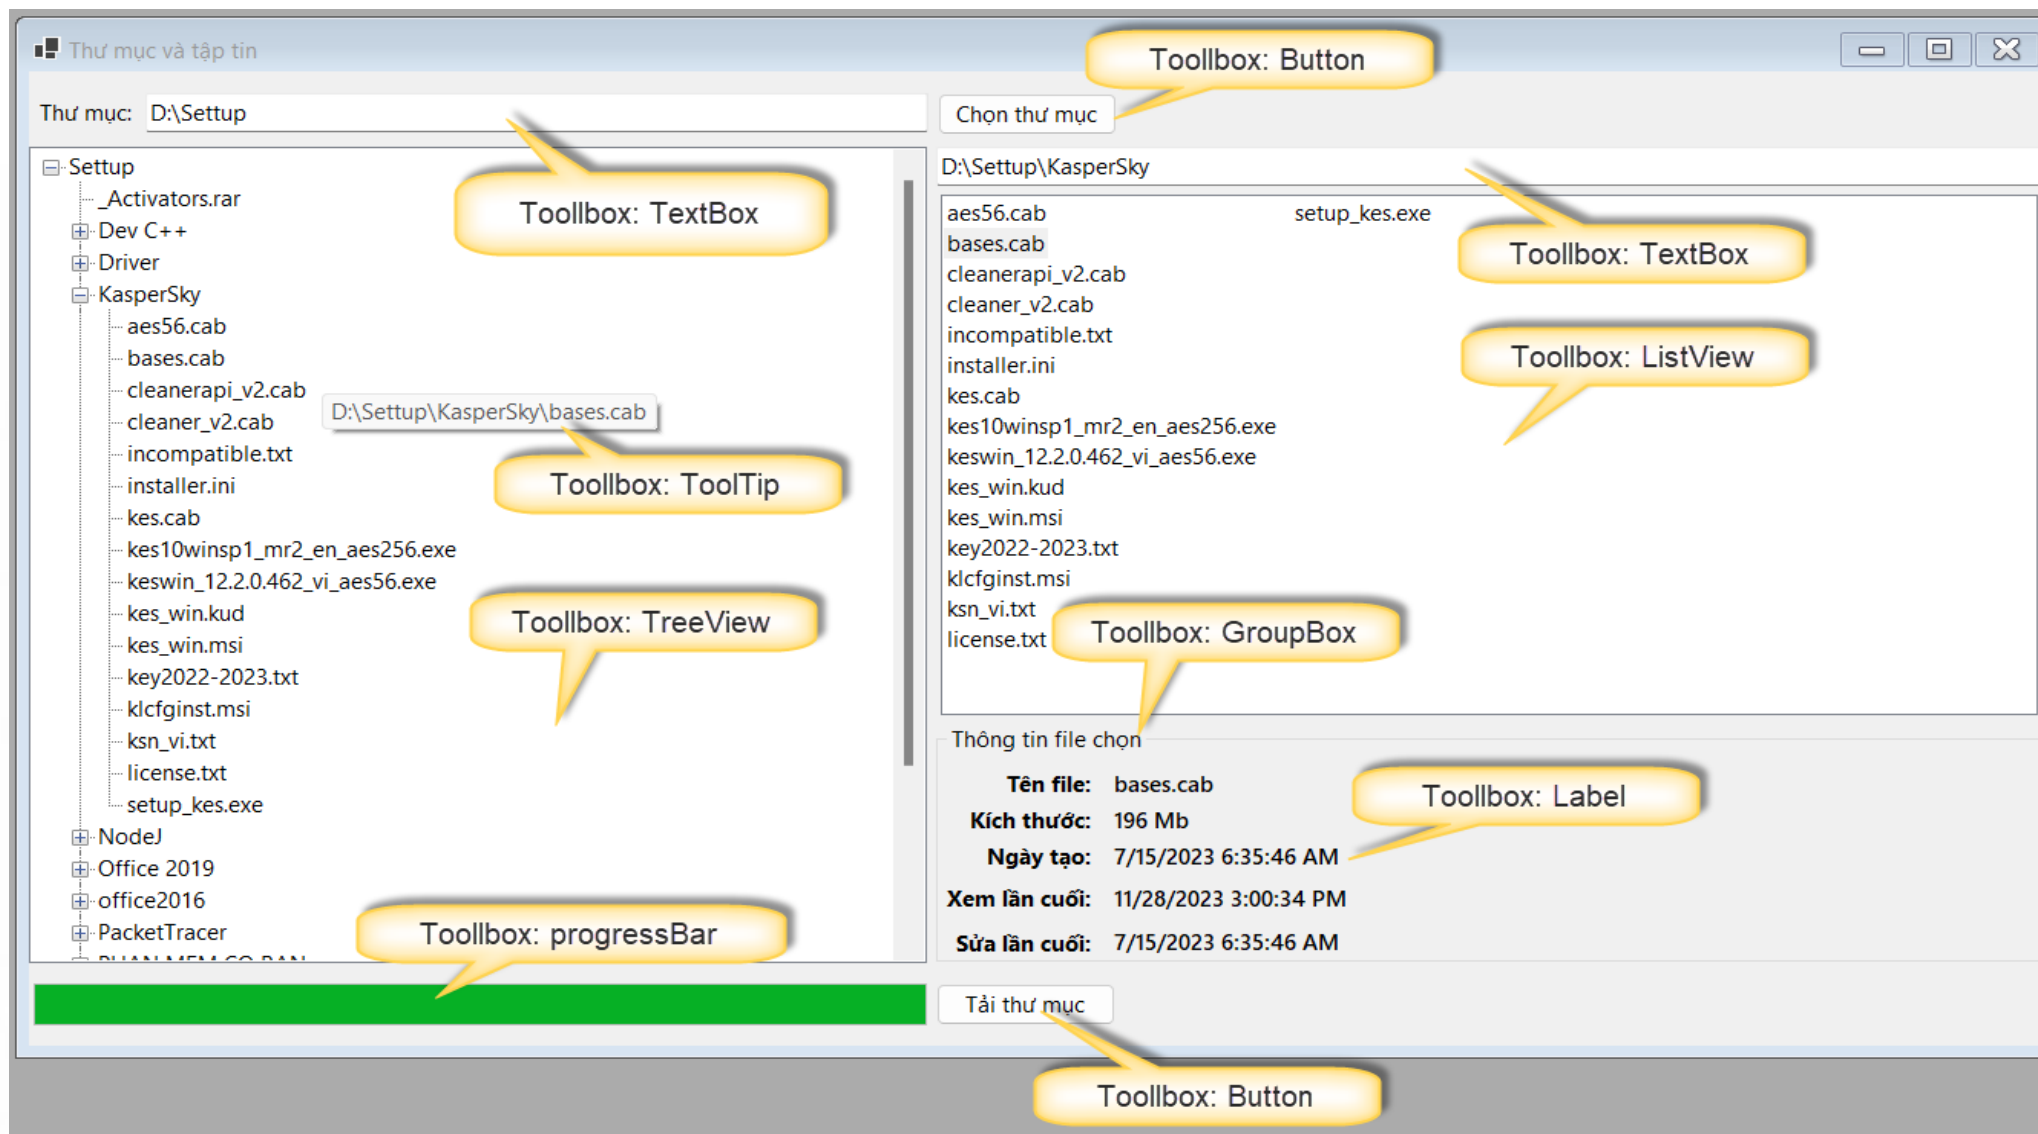 Thư mục và tập tin
Toollbox: Button
Thư mục: D:\Settup
Chọn thư mục
Settup
_Activators.rar
Dev C++
Driver
KasperSky
aes56.cab
bases.cab
cleanerapi_v2.cab
cleaner_v2.cab
incompatible.txt
installer.ini
kes.cab
kes10winsp1_mr2_en_aes256.exe
keswin_12.2.0.462_vi_aes56.exe
kes_win.kud
kes_win.msi
key2022-2023.txt
klcfginst.msi
ksn_vi.txt
license.txt
setup_kes.exe
NodeJ
Office 2019
office2016
PacketTracer
PHAN MEM CO BAN
Toollbox: TextBox
D:\Settup\KasperSky\bases.cab
Toollbox: ToolTip
Toollbox: TreeView
Toollbox: progressBar
D:\Settup\KasperSky
aes56.cab setup_kes.exe
bases.cab
cleanerapi_v2.cab
cleaner_v2.cab
incompatible.txt
installer.ini
kes.cab
kes10winsp1_mr2_en_aes256.exe
keswin_12.2.0.462_vi_aes56.exe
kes_win.kud
kes_win.msi
key2022-2023.txt
klcfginst.msi
ksn_vi.txt
license.txt
Toollbox: TextBox
Toollbox: ListView
Toollbox: GroupBox
Thông tin file chọn
Tên file: bases.cab
Kích thước: 196 Mb
Ngày tạo: 7/15/2023 6:35:46 AM
Xem lần cuối: 11/28/2023 3:00:34 PM
Sửa lần cuối: 7/15/2023 6:35:46 AM
Toollbox: Label
Tải thư mục
Toollbox: Button